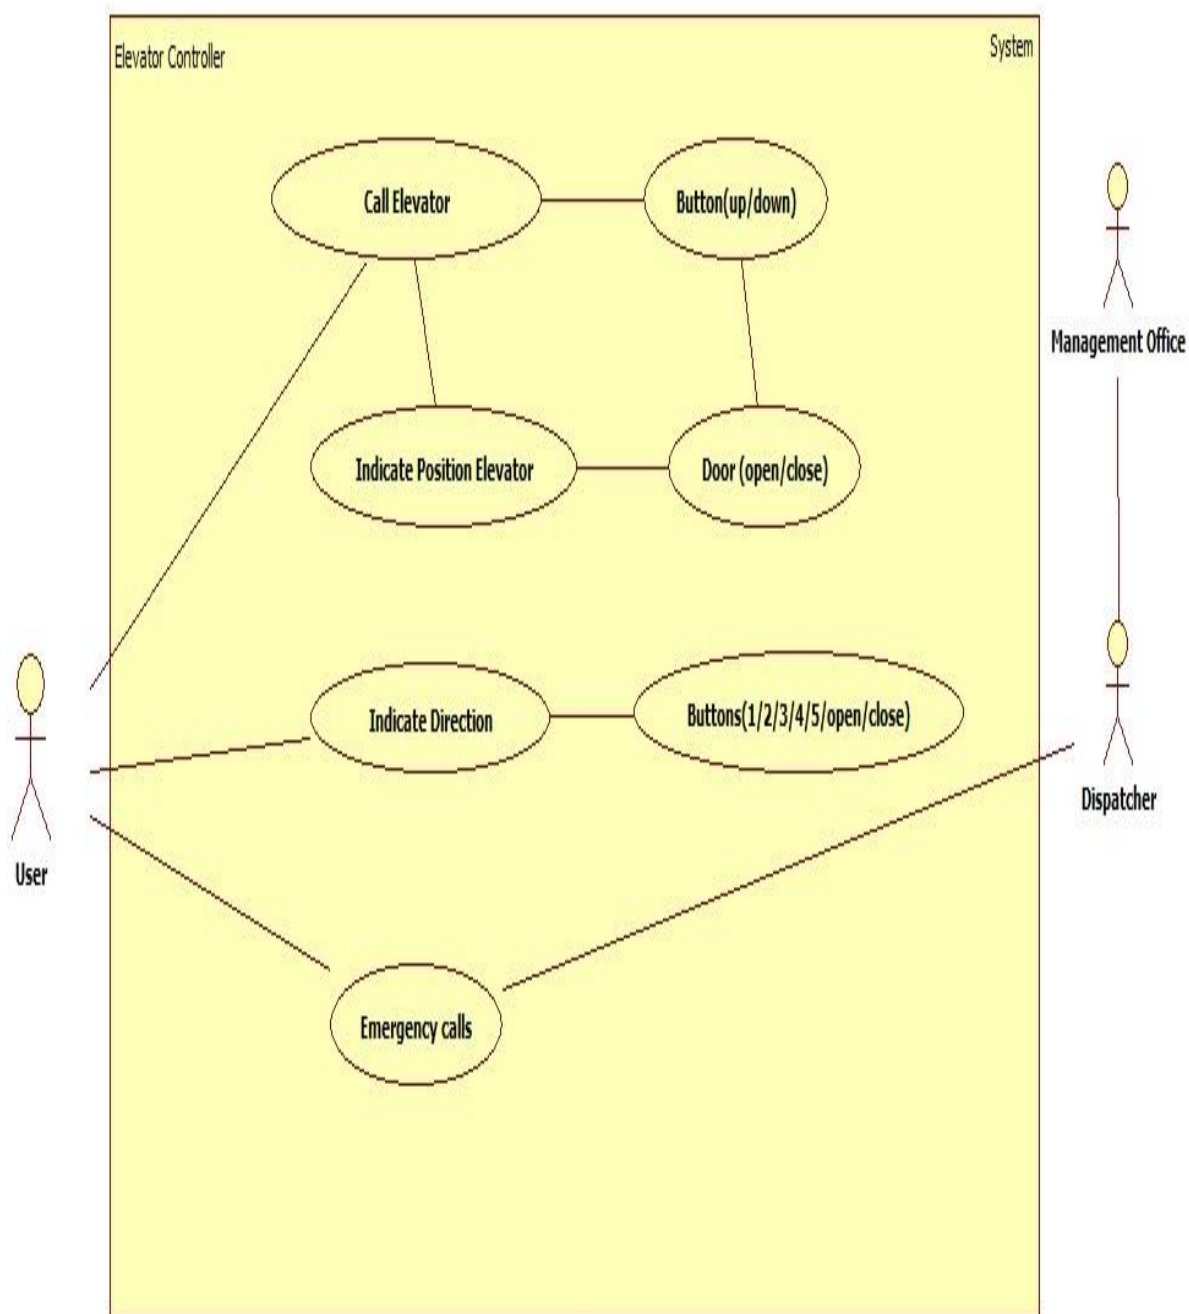 Elevator Controller
System
Call Elevator
Button(up/down)
Management Office
Indicate Position Elevator
Door (open/close)
Indicate Direction
Buttons(1/2/3/4/5/open/close)
Dispatcher
User
Emergency calls